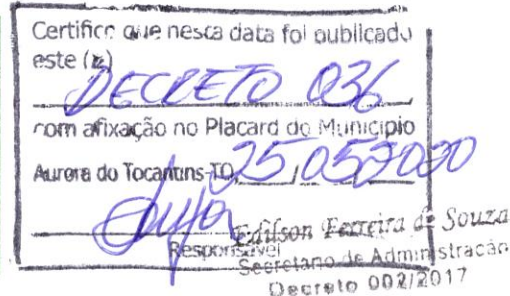 Certifico que nesta data foi publicado
este (a)
DECRETO 036
com afixação no Placard do Município
Aurora do Tocantins-TO, 25/05/2020
Edilson Ferreira de Souza
Responsável
Secretario de Administração
Decreto 002/2017